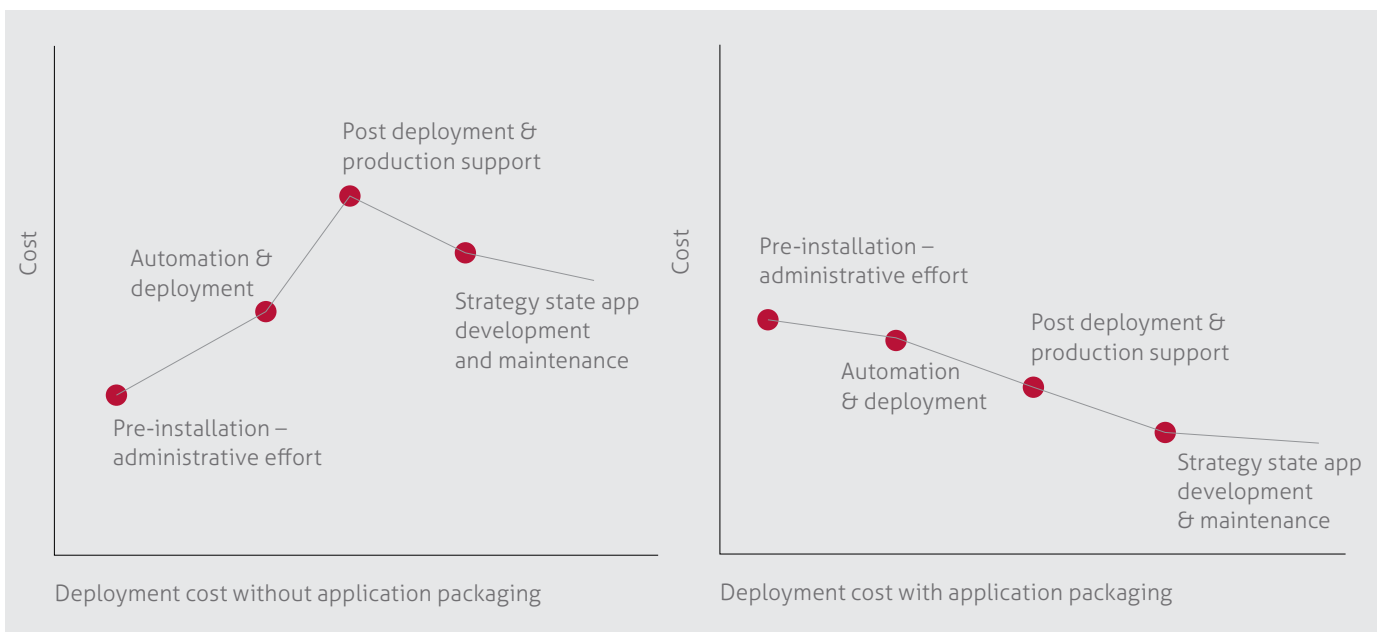 Post deployment &
production support
Automation &
deployment
Cost
Strategy state app
development
and maintenance
Pre-installation –
administrative effort
Deployment cost without application packaging
Pre-installation –
administrative effort
Cost
Post deployment &
production support
Automation
& deployment
Strategy state app
development
& maintenance
Deployment cost with application packaging